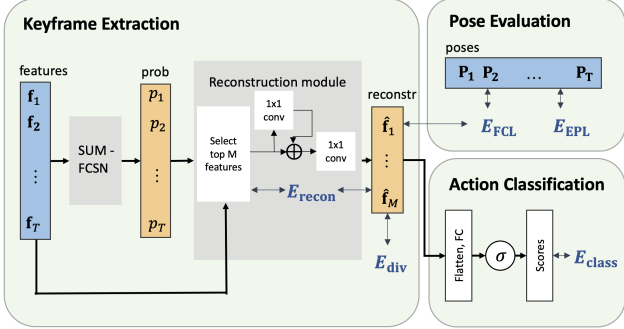 Keyframe Extraction
features
f1
f2
⋮
fT
SUM -
FCSN
prob
p1
p2
⋮
pT
Reconstruction module
Select
top M
features
1x1
conv
1x1
conv
Erecon
reconstr
f̂1
⋮
f̂M
Ediv
Pose Evaluation
poses
P1 P2 ... PT
EFCL
EEPL
Action Classification
Flatten, FC
σ
Scores
Eclass